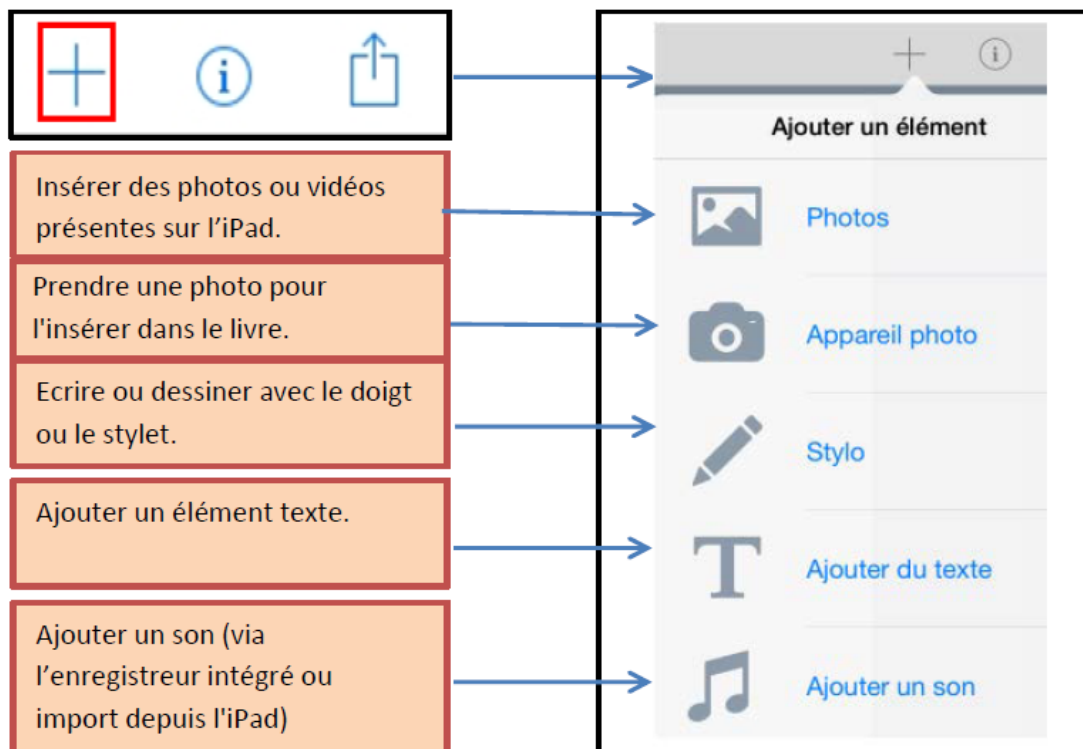 Ajouter un élément
Insérer des photos ou vidéos
présentes sur l'iPad.
Photos
Prendre une photo pour
l'insérer dans le livre.
Appareil photo
Ecrire ou dessiner avec le doigt
ou le stylet.
Stylo
Ajouter un élément texte.
Ajouter du texte
Ajouter un son (via
l'enregistreur intégré ou
import depuis l'iPad)
Ajouter un son